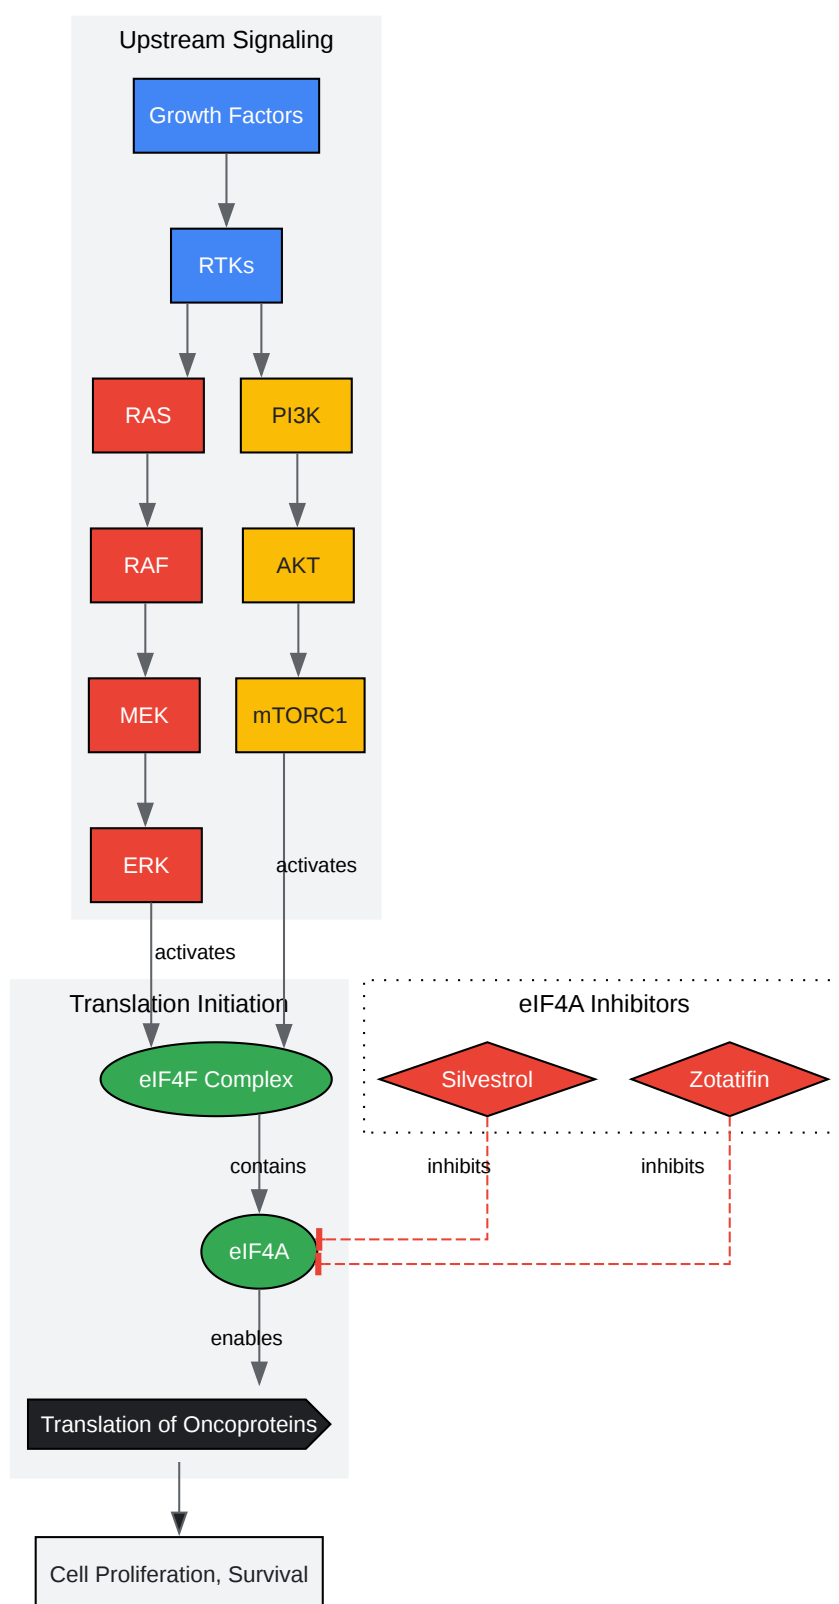 Upstream Signaling
Growth Factors
RTKs
RAS
PI3K
RAF
AKT
MEK
mTORC1
ERK
activates
activates
Translation Initiation
eIF4A Inhibitors
eIF4F Complex
Silvestrol
Zotatifin
contains
inhibits
inhibits
eIF4A
enables
Translation of Oncoproteins
Cell Proliferation, Survival